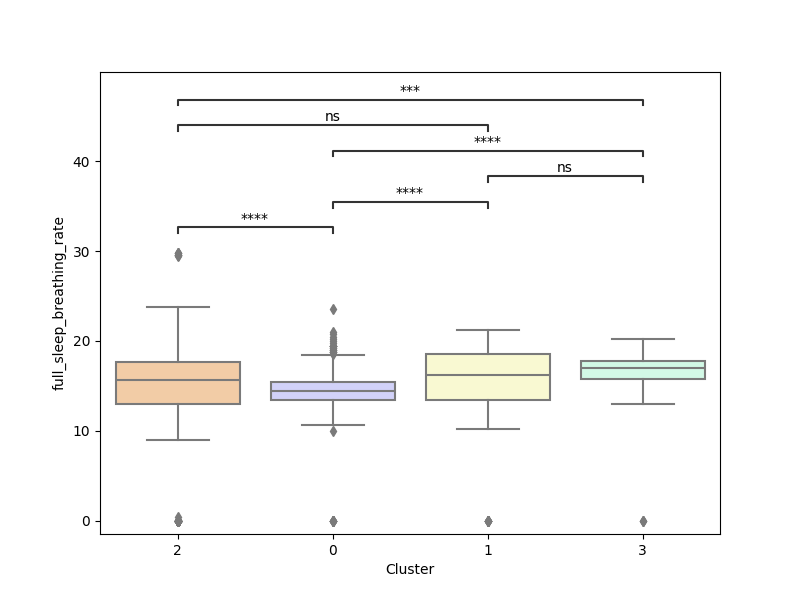 ***
ns
****
ns
****
****
full_sleep_breathing_rate
40
30
20
10
0
2 0 1 3
Cluster